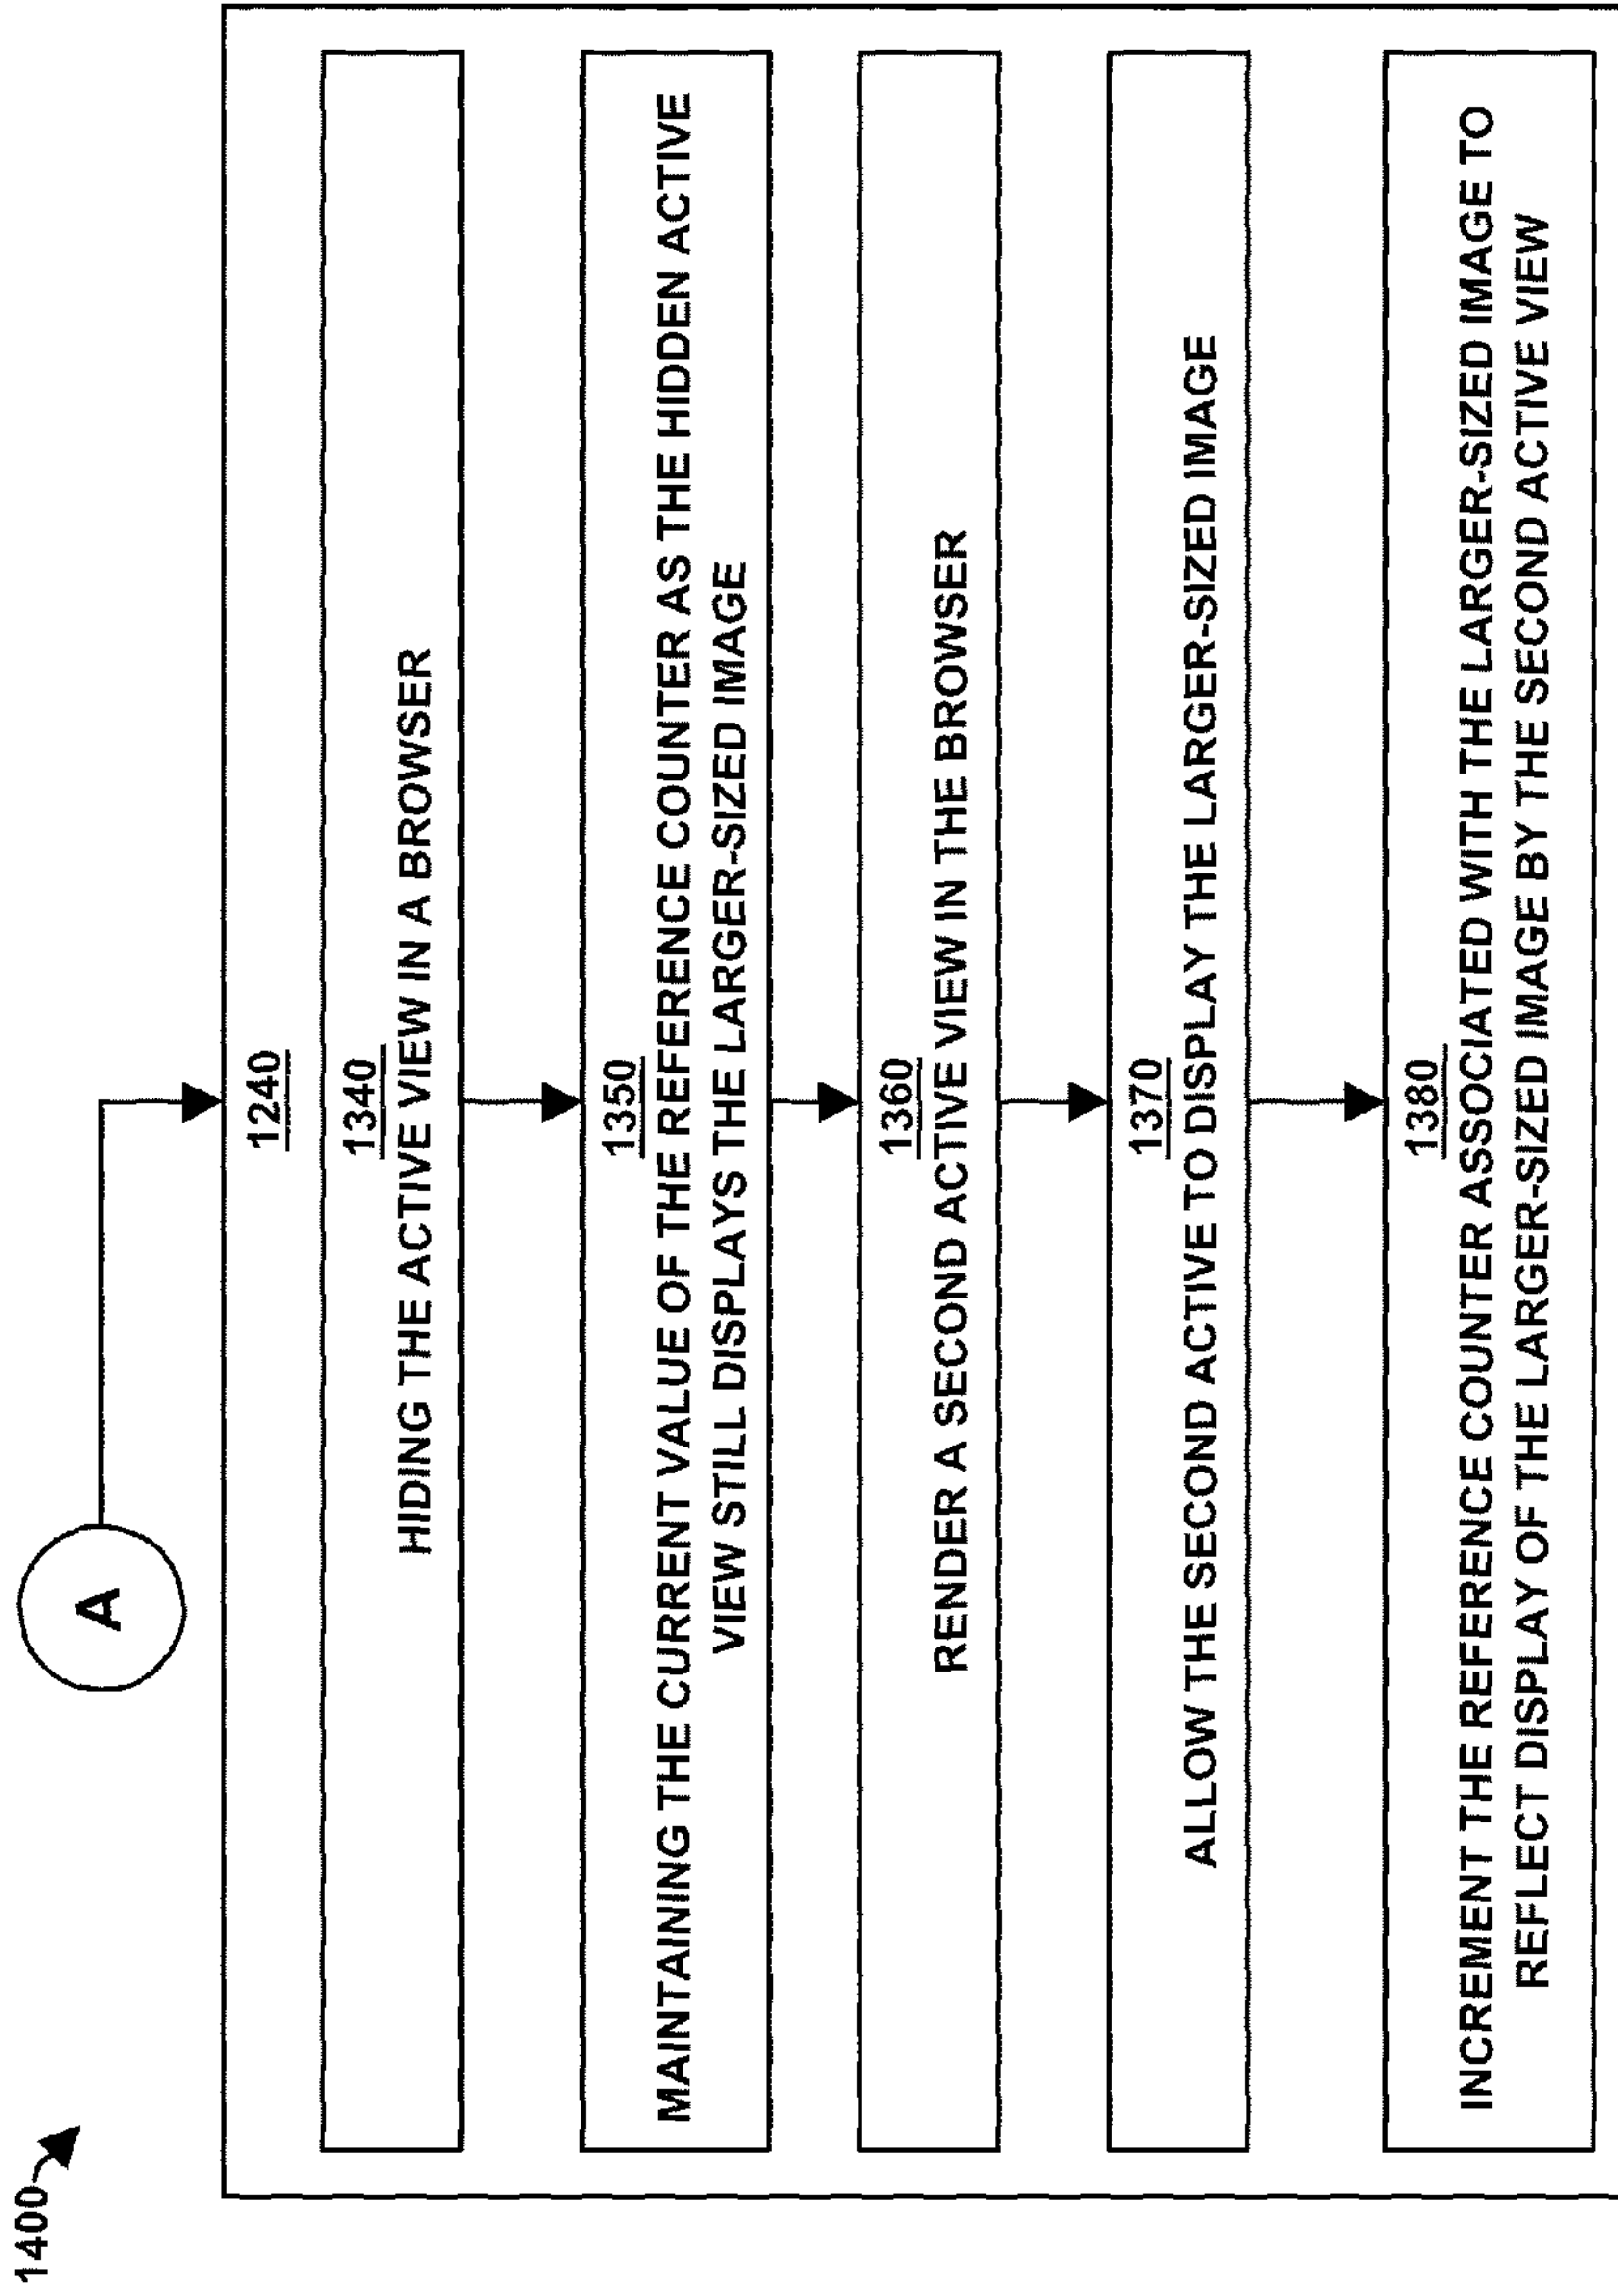 1400
A
1240
1340
HIDING THE ACTIVE VIEW IN A BROWSER
1350
MAINTAINING THE CURRENT VALUE OF THE REFERENCE COUNTER AS THE HIDDEN ACTIVE
VIEW STILL DISPLAYS THE LARGER-SIZED IMAGE
1360
RENDER A SECOND ACTIVE VIEW IN THE BROWSER
1370
ALLOW THE SECOND ACTIVE TO DISPLAY THE LARGER-SIZED IMAGE
1380
INCREMENT THE REFERENCE COUNTER ASSOCIATED WITH THE LARGER-SIZED IMAGE TO
REFLECT DISPLAY OF THE LARGER-SIZED IMAGE BY THE SECOND ACTIVE VIEW